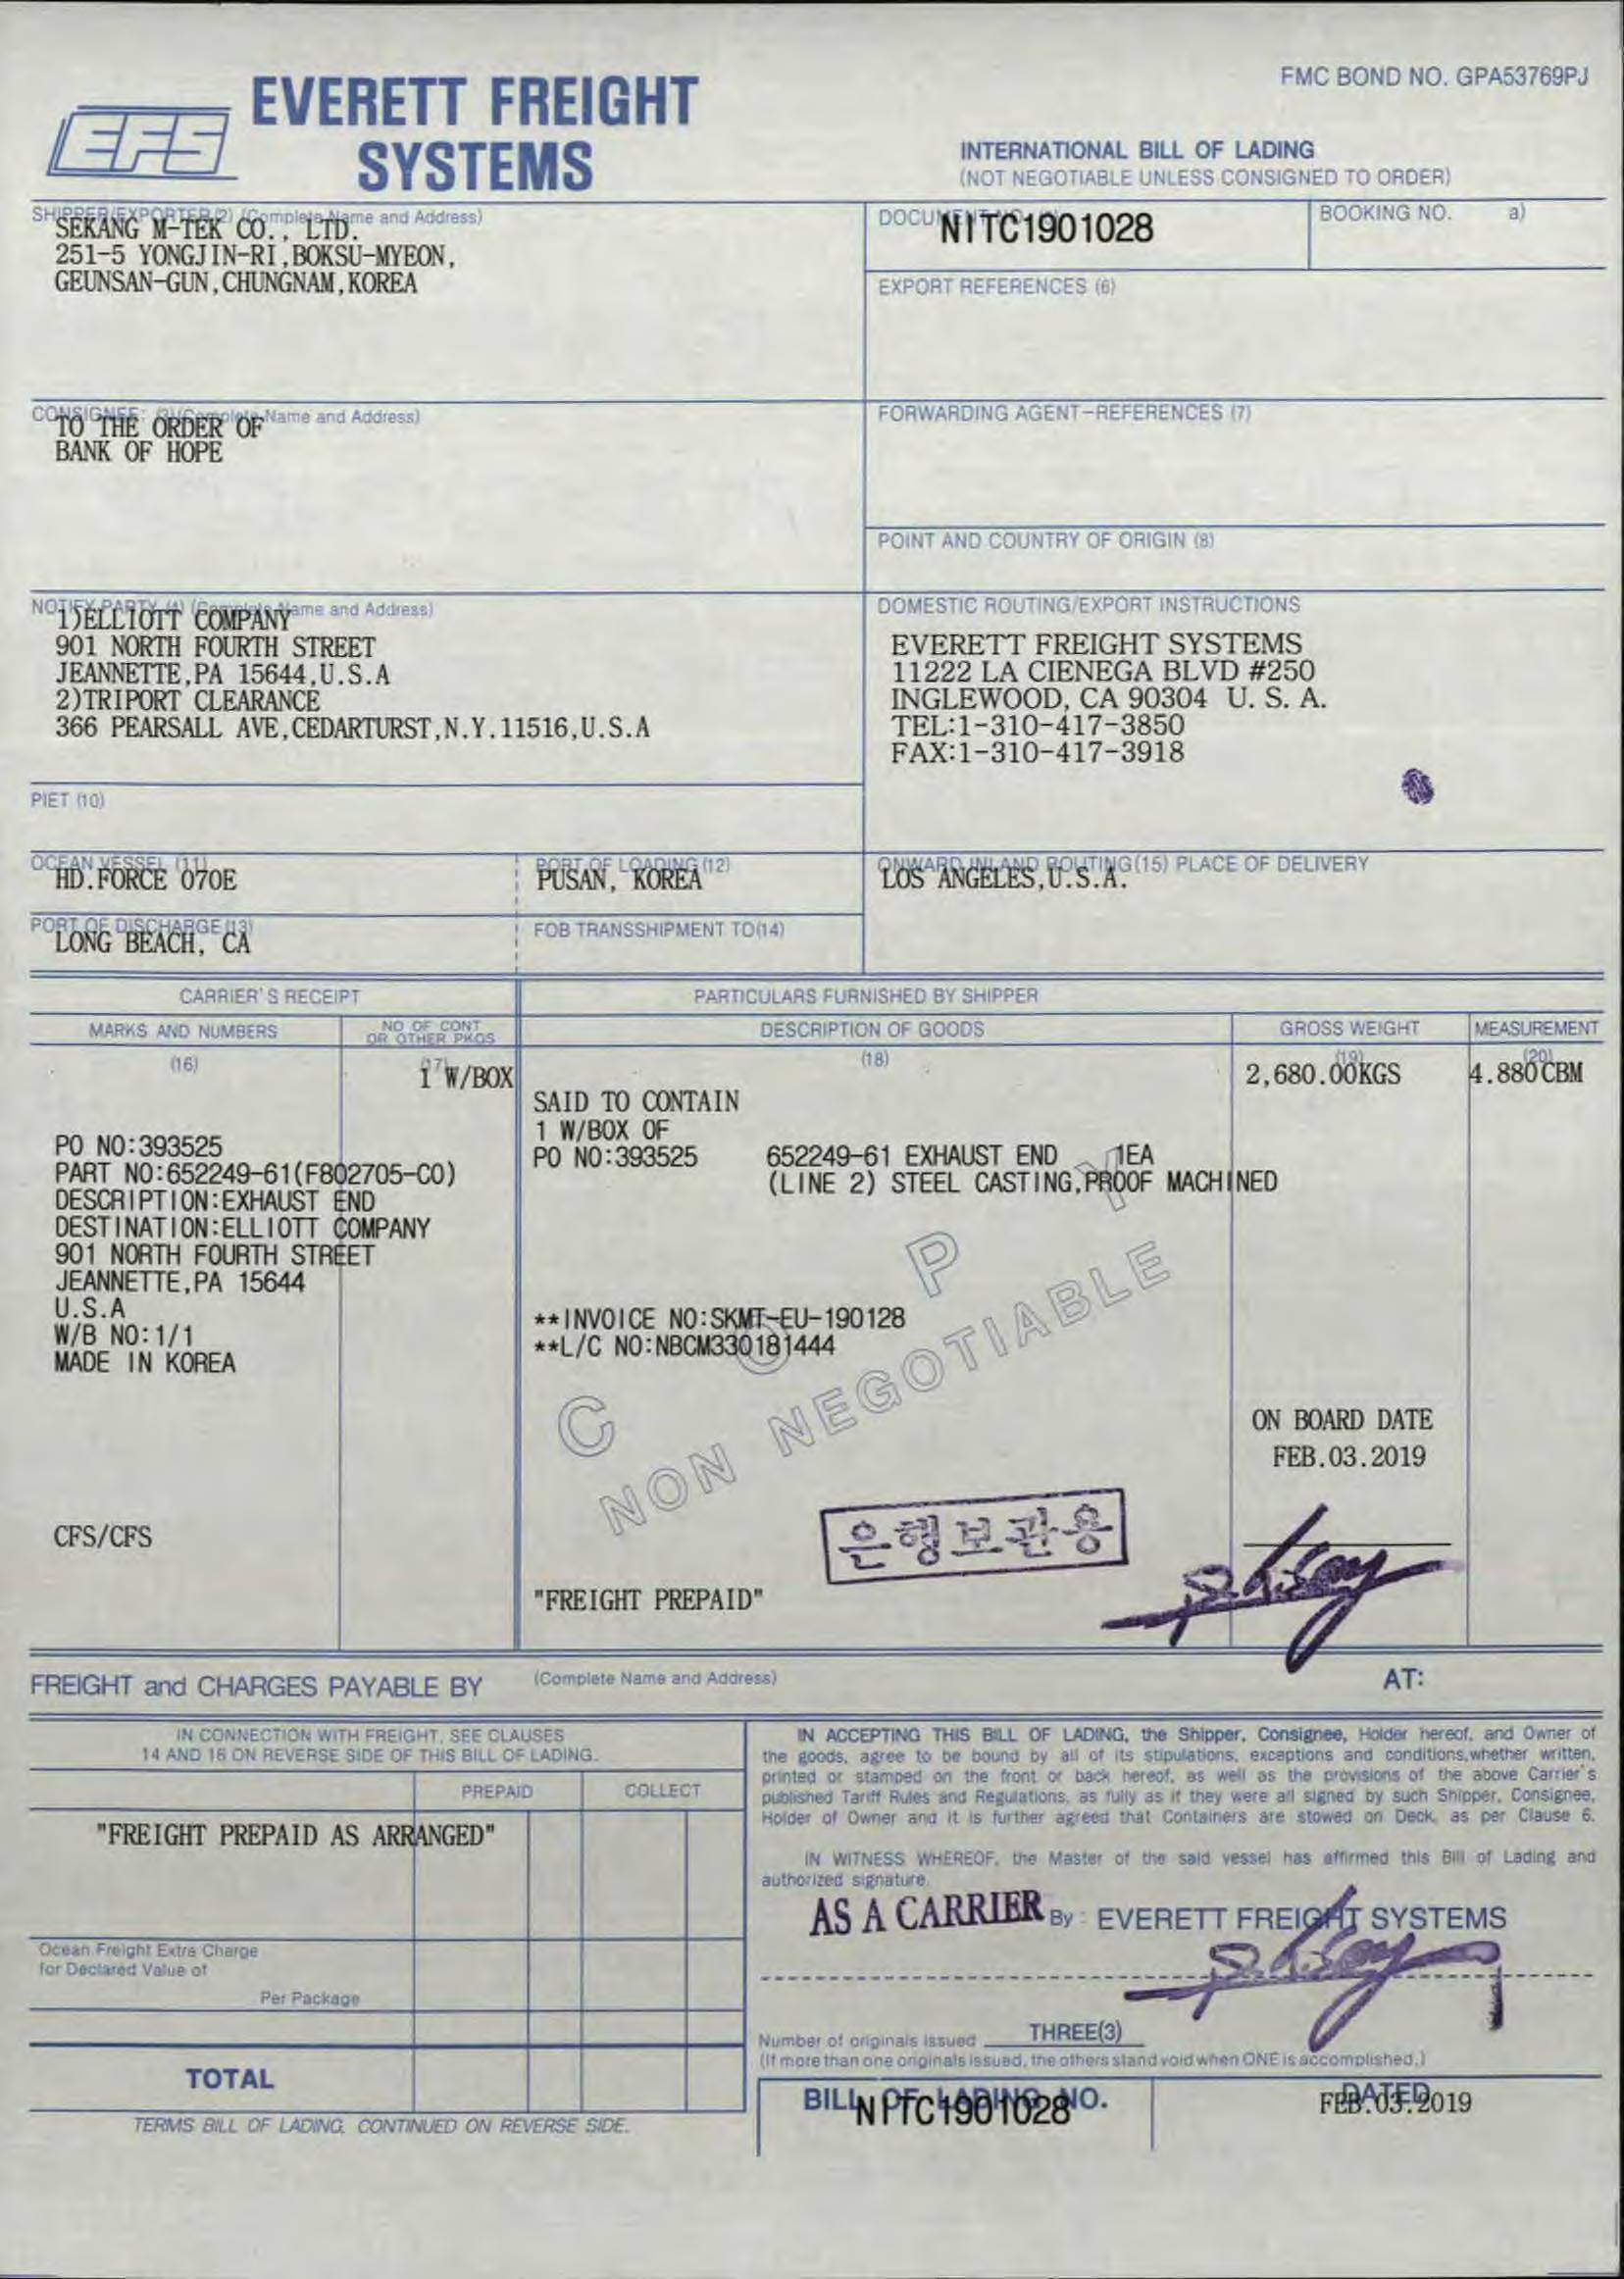 FMC BOND NO. GPA53769PJ
EFS
EVERETT FREIGHT
SYSTEMS
INTERNATIONAL BILL OF LADING
(NOT NEGOTIABLE UNLESS CONSIGNED TO ORDER)
SHIPPER/EXPORTER(2) (Complete Name and Address)
SEKANG M-TEK CO., LTD.
251-5 YONGJIN-RI,BOKSU-MYEON,
GEUNSAN-GUN,CHUNGNAM,KOREA
DOCUMENT NO.
NITC1901028
BOOKING NO. a)
EXPORT REFERENCES (6)
CONSIGNEE: (3)(Complete Name and Address)
TO THE ORDER OF
BANK OF HOPE
FORWARDING AGENT-REFERENCES (7)
POINT AND COUNTRY OF ORIGIN (8)
NOTIFY PARTY (4) (Complete Name and Address)
1)ELLIOTT COMPANY
901 NORTH FOURTH STREET
JEANNETTE,PA 15644,U.S.A
2)TRIPORT CLEARANCE
366 PEARSALL AVE,CEDARTURST,N.Y.11516,U.S.A
DOMESTIC ROUTING/EXPORT INSTRUCTIONS
EVERETT FREIGHT SYSTEMS
11222 LA CIENEGA BLVD #250
INGLEWOOD, CA 90304 U. S. A.
TEL:1-310-417-3850
FAX:1-310-417-3918
PIET (10)
OCEAN VESSEL (11)
HD.FORCE 070E
PORT OF LOADING (12)
PUSAN, KOREA
ONWARD INLAND ROUTING(15) PLACE OF DELIVERY
LOS ANGELES,U.S.A.
PORT OF DISCHARGE(13)
LONG BEACH, CA
FOB TRANSSHIPMENT TO(14)
CARRIER'S RECEIPT
PARTICULARS FURNISHED BY SHIPPER
MARKS AND NUMBERS
NO OF CONT
OR OTHER PKGS
DESCRIPTION OF GOODS
GROSS WEIGHT
MEASUREMENT
(16)
(17)
(18)
(19)
(20)
1 W/BOX
2,680.00KGS
4.880CBM
SAID TO CONTAIN
1 W/BOX OF
PO NO:393525 652249-61 EXHAUST END 1EA
(LINE 2) STEEL CASTING,PROOF MACHINED
PO NO:393525
PART NO:652249-61(F802705-C0)
DESCRIPTION:EXHAUST END
DESTINATION:ELLIOTT COMPANY
901 NORTH FOURTH STREET
JEANNETTE,PA 15644
U.S.A
W/B NO:1/1
MADE IN KOREA
**INVOICE NO:SKMT-EU-190128
**L/C NO:NBCM330181444
C O P Y
NON NEGOTIABLE
ON BOARD DATE
FEB.03.2019
CFS/CFS
은행보관용
"FREIGHT PREPAID"
FREIGHT and CHARGES PAYABLE BY (Complete Name and Address) AT:
IN CONNECTION WITH FREIGHT, SEE CLAUSES
14 AND 16 ON REVERSE SIDE OF THIS BILL OF LADING.
PREPAID
COLLECT
"FREIGHT PREPAID AS ARRANGED"
Ocean Freight Extra Charge
for Declared Value of
Per Package
TOTAL
TERMS BILL OF LADING, CONTINUED ON REVERSE SIDE.
IN ACCEPTING THIS BILL OF LADING, the Shipper, Consignee, Holder hereof, and Owner of
the goods, agree to be bound by all of its stipulations, exceptions and conditions,whether written,
printed or stamped on the front or back hereof, as well as the provisions of the above Carrier's
published Tariff Rules and Regulations, as fully as if they were all signed by such Shipper, Consignee,
Holder of Owner and it is further agreed that Containers are stowed on Deck, as per Clause 6.
IN WITNESS WHEREOF, the Master of the said vessel has affirmed this Bill of Lading and
authorized signature.
AS A CARRIER By : EVERETT FREIGHT SYSTEMS
Number of originals issued THREE(3)
(If more than one originals issued, the others stand void when ONE is accomplished.)
BILL OF LADING NO.
NITC1901028
DATED
FEB.03.2019